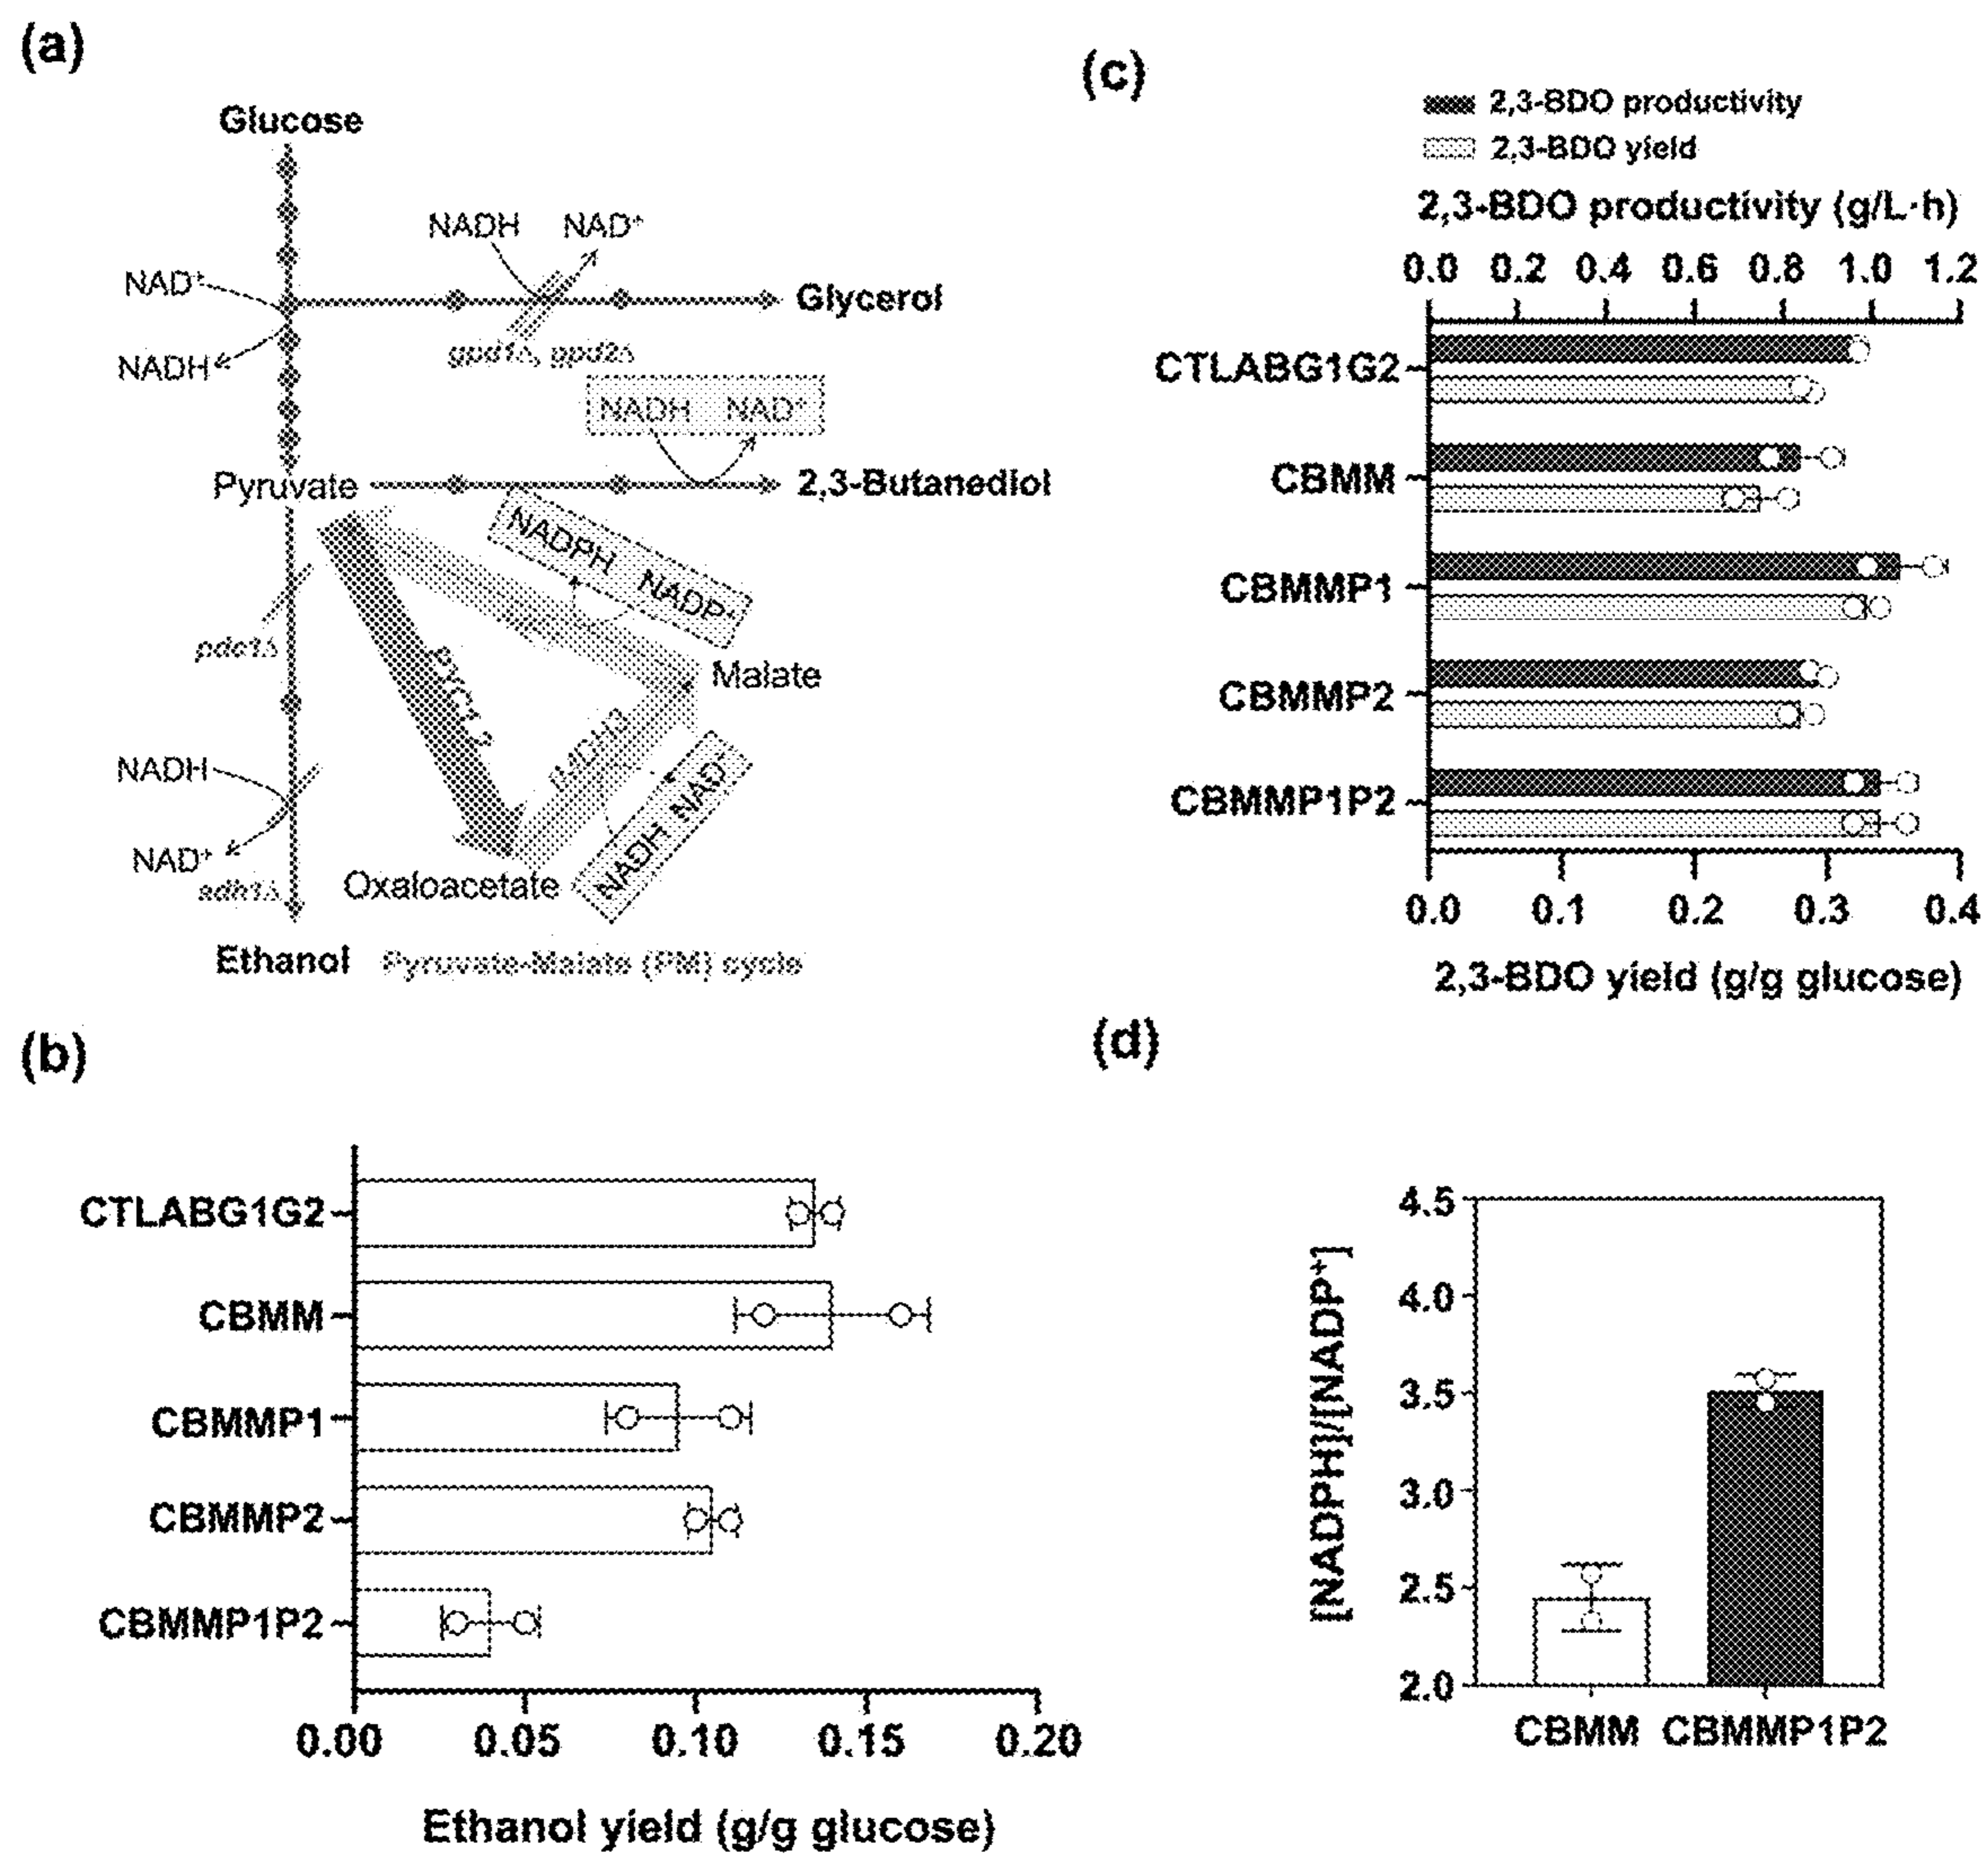 (a)
Glucose
NADH NAD⁺
NAD⁺
Glycerol
NADH
gpd1Δ, gpd2Δ
NADH NAD⁺
Pyruvate
2,3-Butanediol
NADPH NADP⁺
pdc1Δ
Malate
NADH
NADH NAD⁺
NAD⁺
adh1Δ
Oxaloacetate
Ethanol
Pyruvate-Malate (PM) cycle
(b)
CTLABG1G2
CBMM
CBMMP1
CBMMP2
CBMMP1P2
0.00 0.05 0.10 0.15 0.20
Ethanol yield (g/g glucose)
(c)
2,3-BDO productivity
2,3-BDO yield
2,3-BDO productivity (g/L·h)
0.0 0.2 0.4 0.6 0.8 1.0 1.2
CTLABG1G2
CBMM
CBMMP1
CBMMP2
CBMMP1P2
0.0 0.1 0.2 0.3 0.4
2,3-BDO yield (g/g glucose)
(d)
[NADPH]/[NADP⁺]
4.5
4.0
3.5
3.0
2.5
2.0
CBMM CBMMP1P2